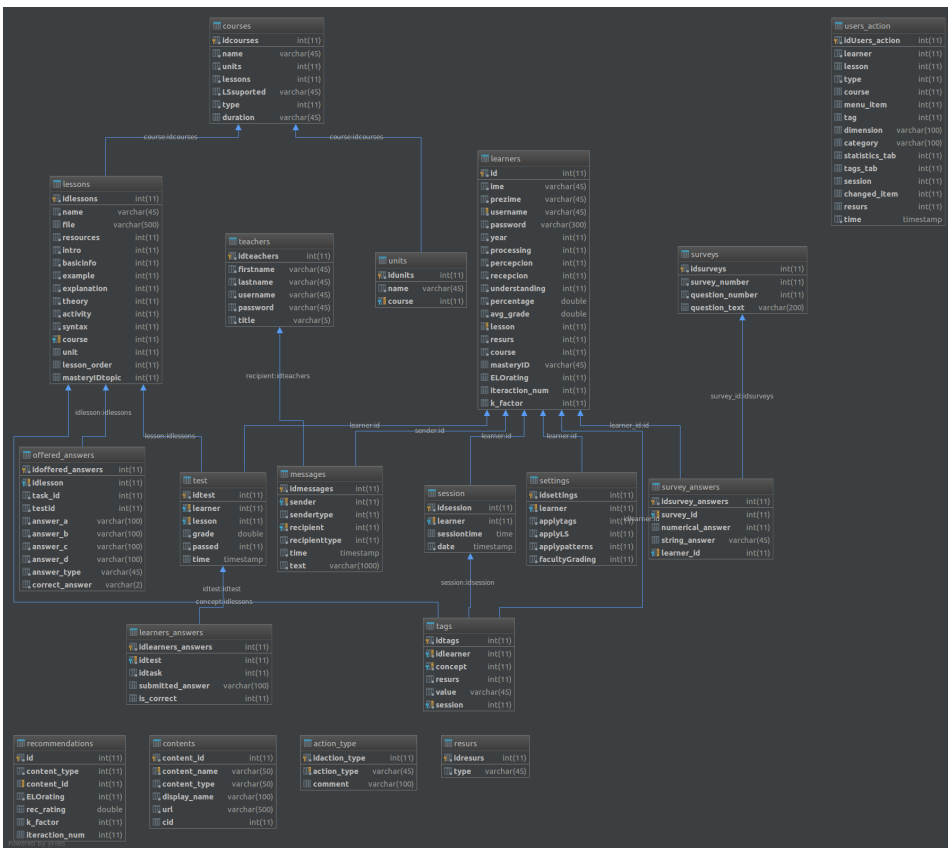 courses
idcourses int(11)
name varchar(45)
units int(11)
lessons int(11)
LSsuported varchar(45)
type int(11)
duration varchar(45)
users_action
idUsers_action int(11)
learner int(11)
lesson int(11)
type int(11)
course int(11)
menu_item int(11)
tag int(11)
dimension varchar(100)
category varchar(100)
statistics_tab int(11)
tags_tab int(11)
session int(11)
changed_item int(11)
resurs int(11)
time timestamp
course:idcourses
course:idcourses
lessons
idlessons int(11)
name varchar(45)
file varchar(500)
resources int(11)
intro int(11)
basicinfo int(11)
example int(11)
explanation int(11)
theory int(11)
activity int(11)
syntax int(11)
course int(11)
unit int(11)
lesson_order int(11)
masteryIDtopic int(11)
teachers
idteachers int(11)
firstname varchar(45)
lastname varchar(45)
username varchar(45)
password varchar(45)
title varchar(5)
units
idunits int(11)
name varchar(45)
course int(11)
learners
id int(11)
ime varchar(45)
prezime varchar(45)
username varchar(45)
password varchar(300)
year int(11)
processing int(11)
percepcion int(11)
recepcion int(11)
understanding int(11)
percentage double
avg_grade double
lesson int(11)
resurs int(11)
course int(11)
masteryID varchar(45)
ELOrating int(11)
iteraction_num int(11)
k_factor int(11)
surveys
idsurveys int(11)
survey_number int(11)
question_number int(11)
question_text varchar(200)
recipient:idteachers
survey_id:idsurveys
idlesson:idlessons
lesson:idlessons
learner:id
sender:id
learner:id
learner:id
learner_id:id
offered_answers
idoffered_answers int(11)
idlesson int(11)
task_id int(11)
testid int(11)
answer_a varchar(100)
answer_b varchar(100)
answer_c varchar(100)
answer_d varchar(100)
answer_type varchar(45)
correct_answer varchar(2)
test
idtest int(11)
learner int(11)
lesson int(11)
grade double
passed int(11)
time timestamp
messages
idmessages int(11)
sender int(11)
sendertype int(11)
recipient int(11)
recipienttype int(11)
time timestamp
text varchar(1000)
session
idsession int(11)
learner int(11)
sessiontime time
date timestamp
settings
idsettings int(11)
learner int(11)
applytags int(11)
applyLS int(11)
applypatterns int(11)
facultyGrading int(11)
idlearner:id
survey_answers
idsurvey_answers int(11)
survey_id int(11)
numerical_answer int(11)
string_answer varchar(45)
learner_id int(11)
idtest:idtest
concept:idlessons
session:idsession
learners_answers
idlearners_answers int(11)
idtest int(11)
idtask int(11)
submitted_answer varchar(100)
is_correct int(11)
tags
idtags int(11)
idlearner int(11)
concept int(11)
resurs int(11)
value varchar(45)
session int(11)
recommendations
id int(11)
content_type int(11)
content_id int(11)
ELOrating int(11)
rec_rating double
k_factor int(11)
iteraction_num int(11)
contents
content_id int(11)
content_name varchar(50)
content_type varchar(50)
display_name varchar(100)
url varchar(500)
cid int(11)
action_type
idaction_type int(11)
action_type varchar(45)
comment varchar(100)
resurs
idresurs int(11)
type varchar(45)
Powered by yFiles